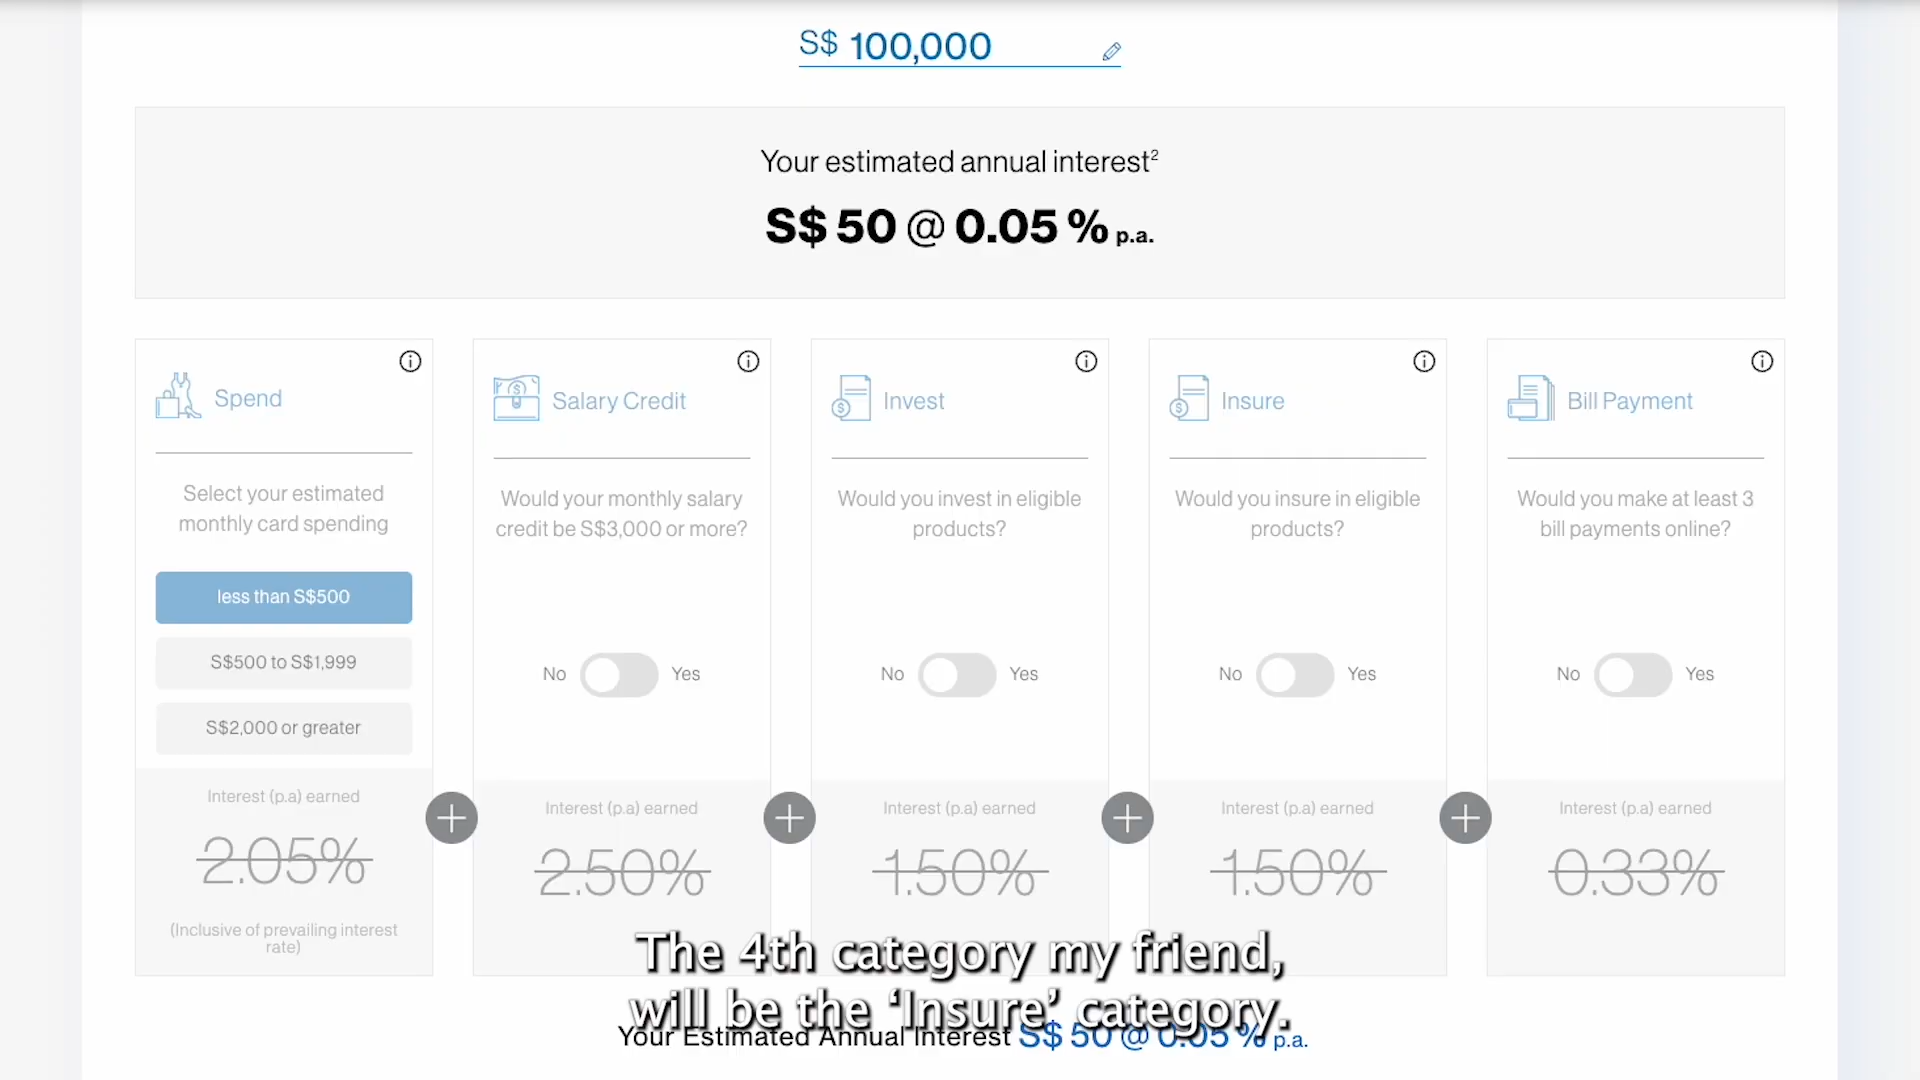 S$ 100,000
Your estimated annual interest2
S$ 50 @ 0.05 % p.a.
Spend
Select your estimated
monthly card spending
less than S$500
S$500 to S$1,999
S$2,000 or greater
Interest (p.a) earned
2.05%
(Inclusive of prevailing interest
rate)
Salary Credit
Would your monthly salary
credit be S$3,000 or more?
No Yes
Interest (p.a) earned
2.50%
Invest
Would you invest in eligible
products?
No Yes
Interest (p.a) earned
1.50%
Insure
Would you insure in eligible
products?
No Yes
Interest (p.a) earned
1.50%
Bill Payment
Would you make at least 3
bill payments online?
No Yes
Interest (p.a) earned
0.33%
The 4th category my friend,
will be the ‘Insure’ category.
Your Estimated Annual Interest S$ 50 @ 0.05 % p.a.